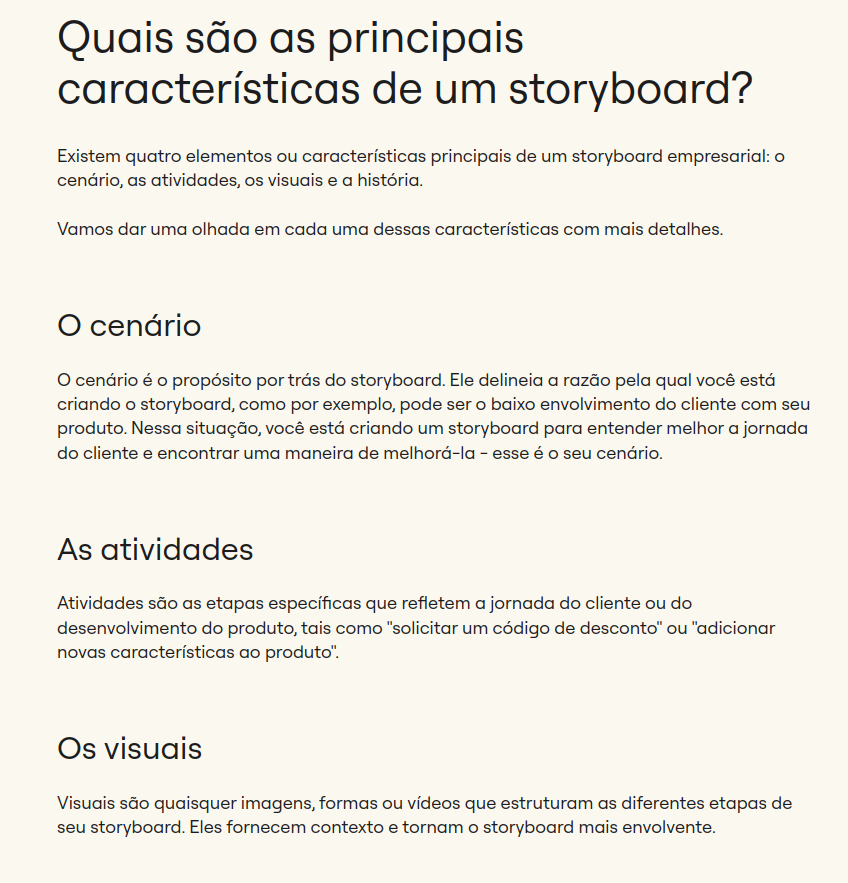 Quais são as principais
características de um storyboard?
Existem quatro elementos ou características principais de um storyboard empresarial: o
cenário, as atividades, os visuais e a história.
Vamos dar uma olhada em cada uma dessas características com mais detalhes.
O cenário
O cenário é o propósito por trás do storyboard. Ele delineia a razão pela qual você está
criando o storyboard, como por exemplo, pode ser o baixo envolvimento do cliente com seu
produto. Nessa situação, você está criando um storyboard para entender melhor a jornada
do cliente e encontrar uma maneira de melhorá-la - esse é o seu cenário.
As atividades
Atividades são as etapas específicas que refletem a jornada do cliente ou do
desenvolvimento do produto, tais como "solicitar um código de desconto" ou "adicionar
novas características ao produto".
Os visuais
Visuais são quaisquer imagens, formas ou vídeos que estruturam as diferentes etapas de
seu storyboard. Eles fornecem contexto e tornam o storyboard mais envolvente.